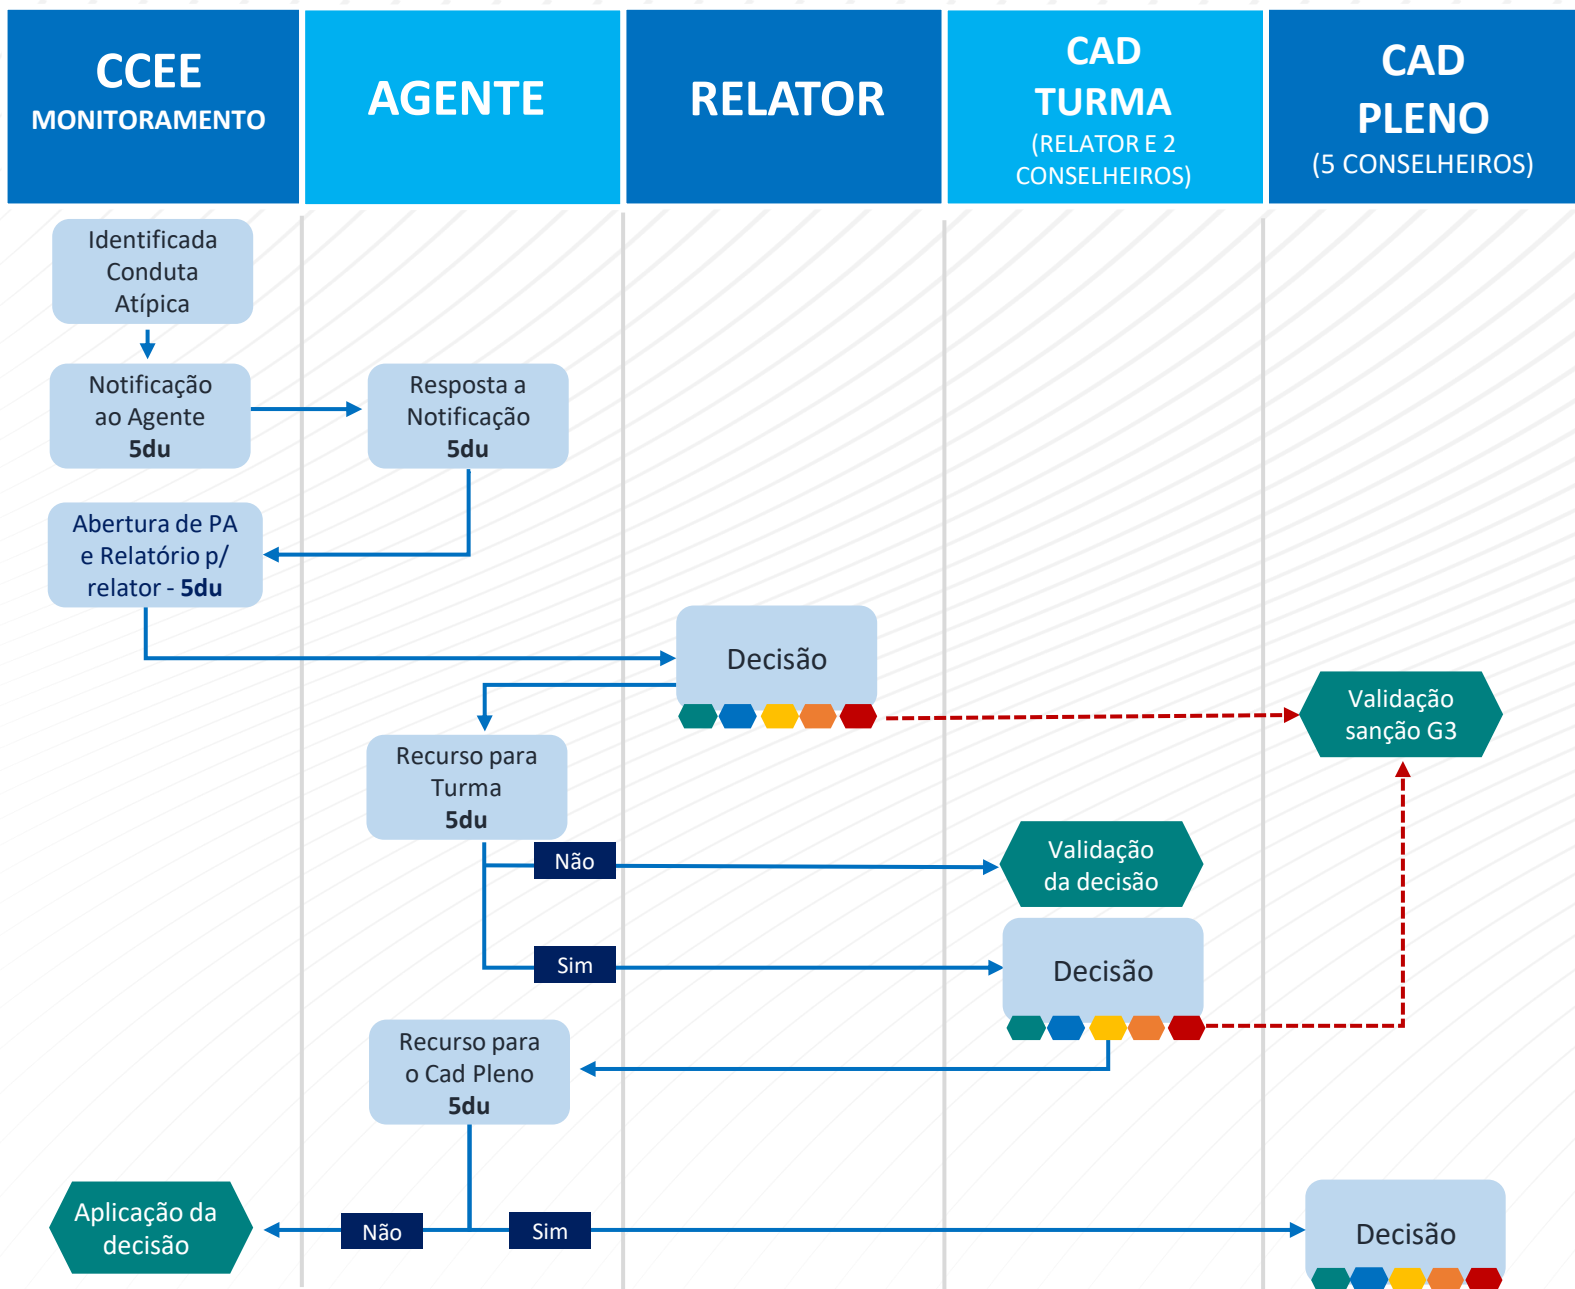 CCEE
MONITORAMENTO
AGENTE
RELATOR
CAD
TURMA
(RELATOR E 2
CONSELHEIROS)
CAD
PLENO
(5 CONSELHEIROS)
Identificada
Conduta
Atípica
Notificação
ao Agente
5du
Resposta a
Notificação
5du
Abertura de PA
e Relatório p/
relator - 5du
Decisão
Validação
sanção G3
Recurso para
Turma
5du
Não
Validação
da decisão
Sim
Decisão
Recurso para
o Cad Pleno
5du
Aplicação da
decisão
Não
Sim
Decisão